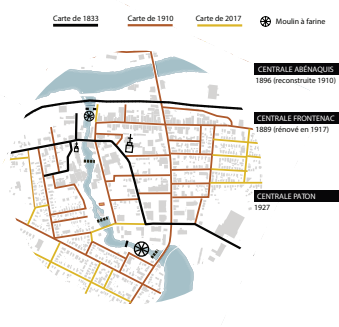 Carte de 1833
Carte de 1910
Carte de 2017
Moulin à farine
CENTRALE ABÉNAQUIS
1896 (reconstruite 1910)
CENTRALE FRONTENAC
1889 (rénové en 1917)
CENTRALE PATON
1927